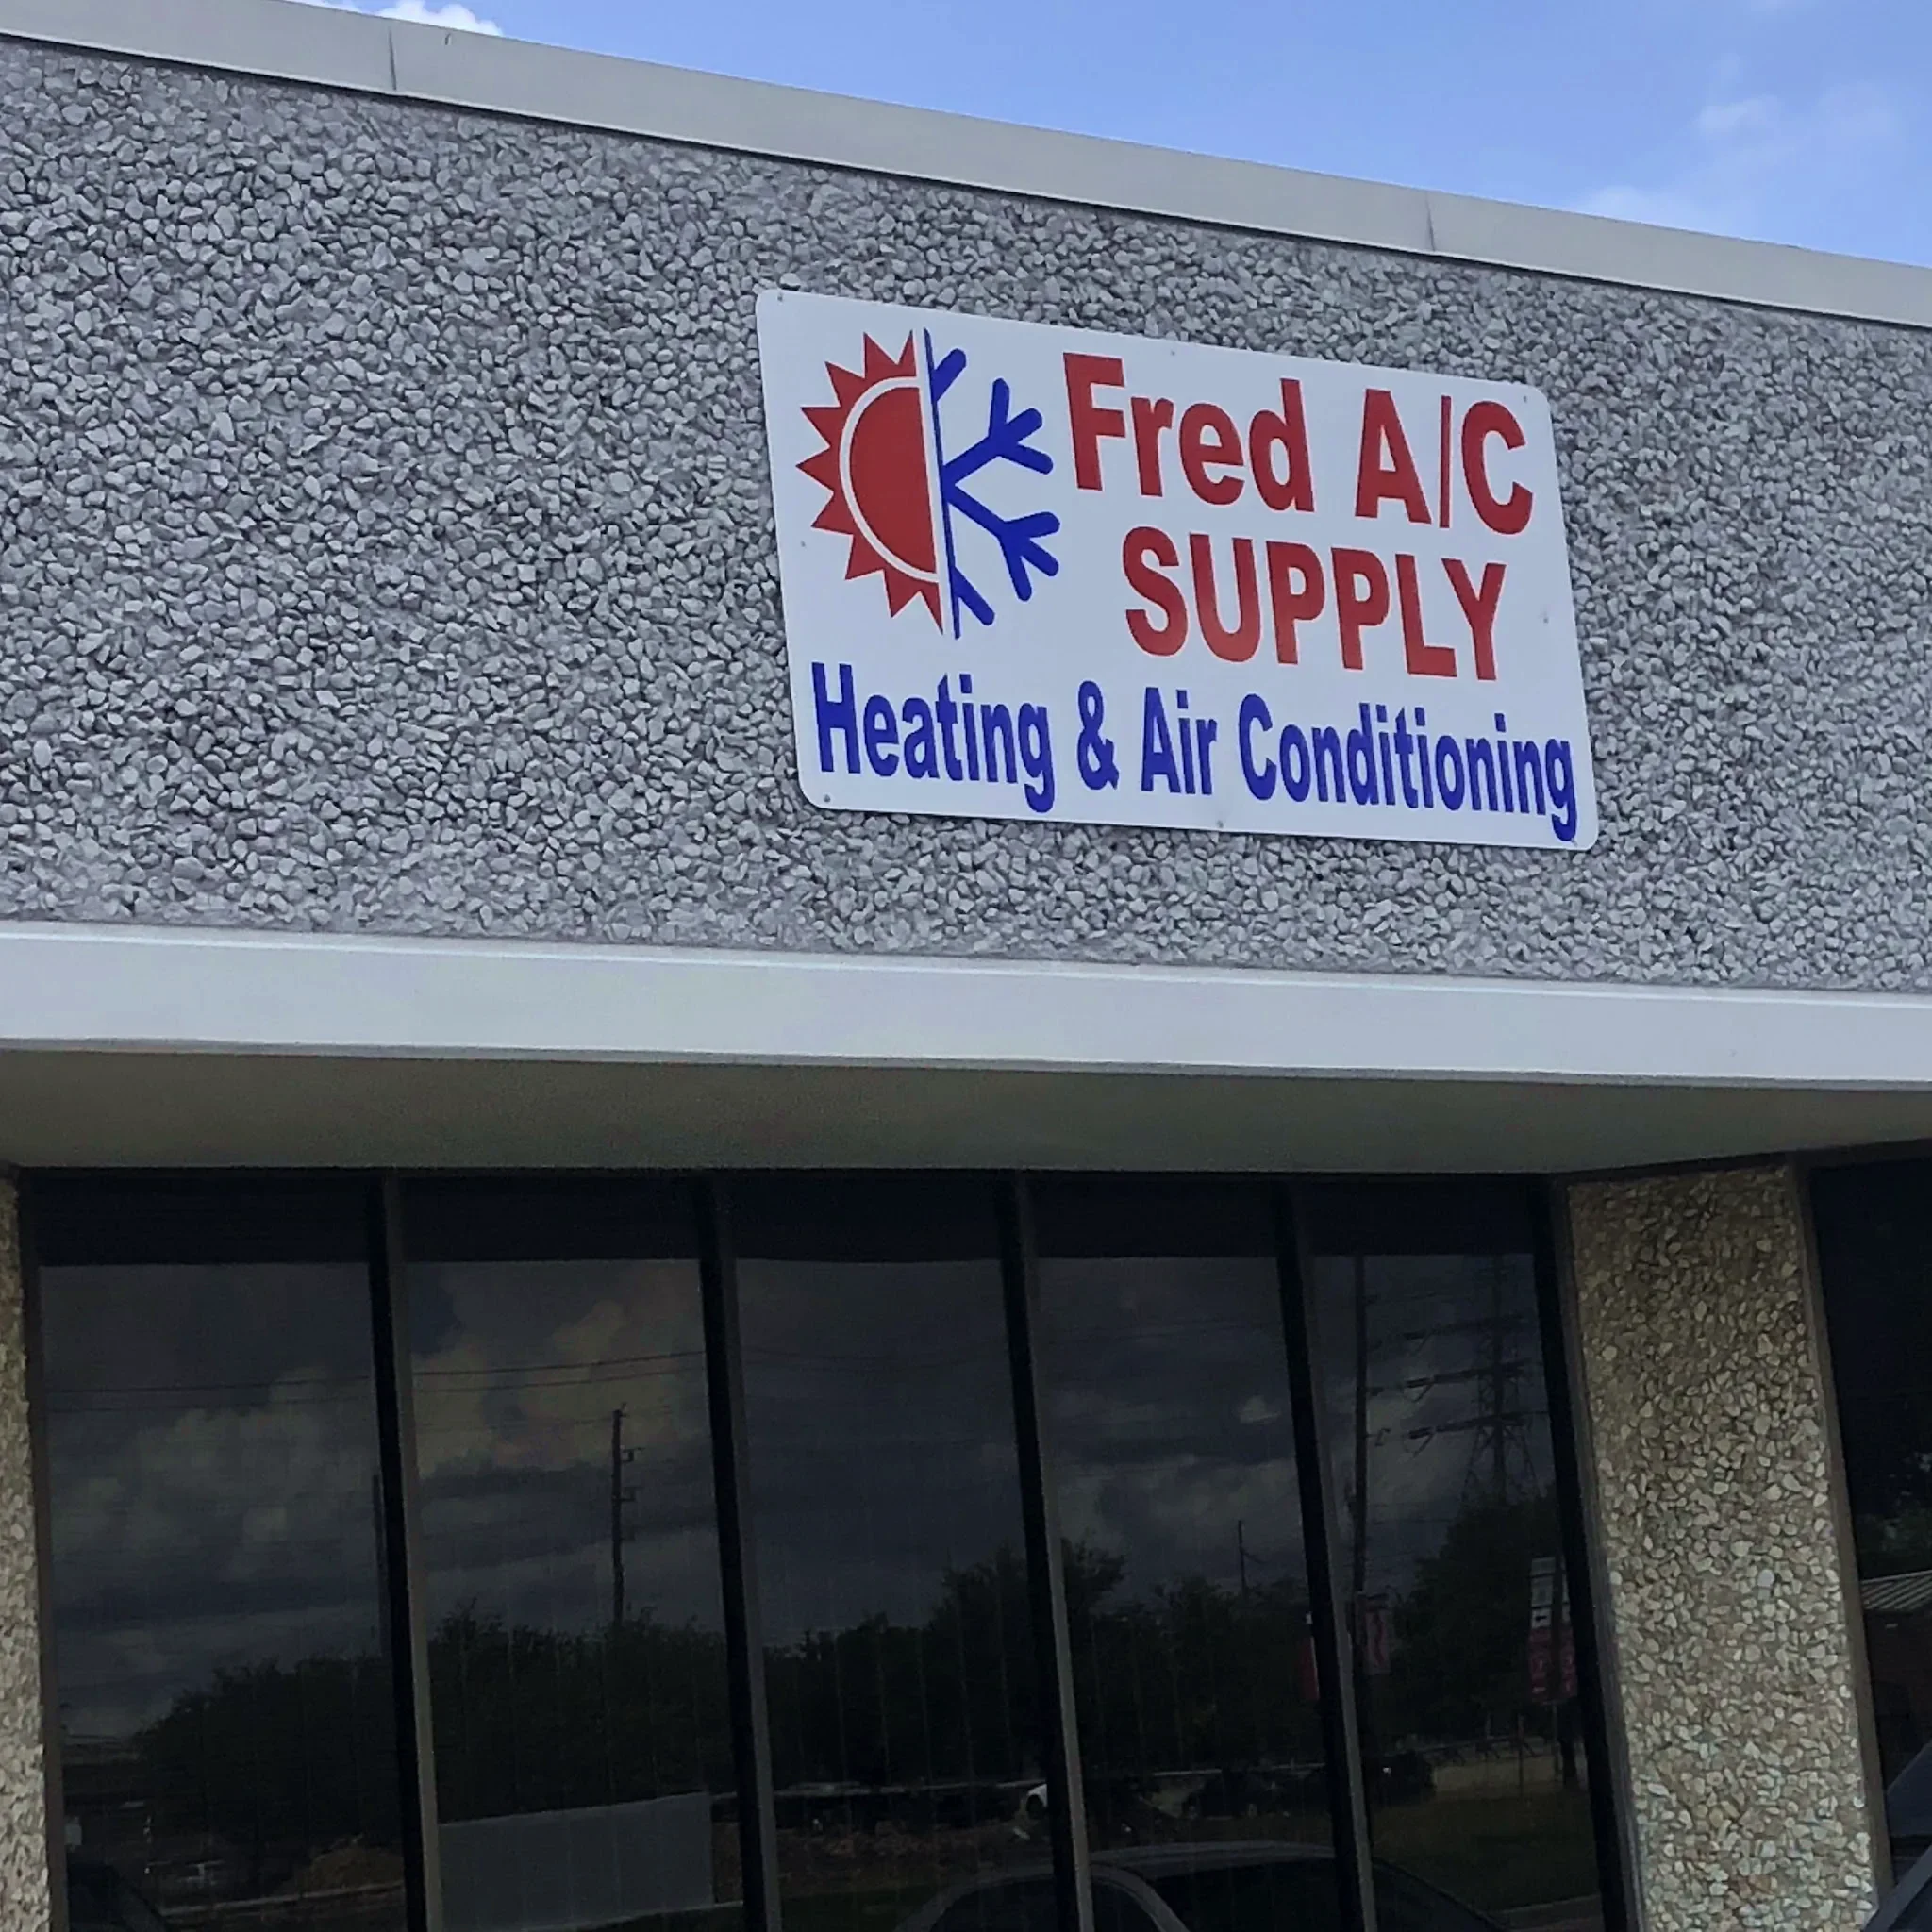 Fred A/C
SUPPLY
Heating & Air Conditioning